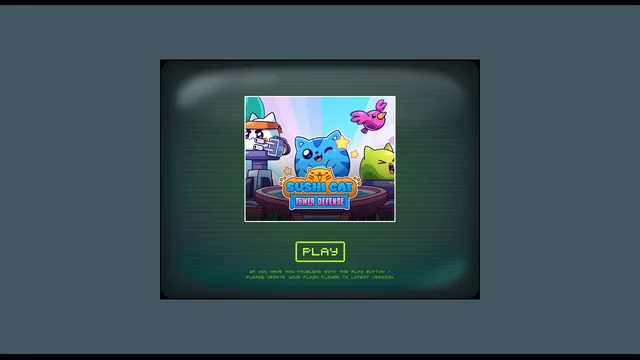 SUSHI CAT
TOWER DEFENSE
PLAY
IF YOU HAVE ANY PROBLEMS WITH THE PLAY BUTTON -
PLEASE UPDATE YOUR FLASH PLAYER TO LATEST VERSION